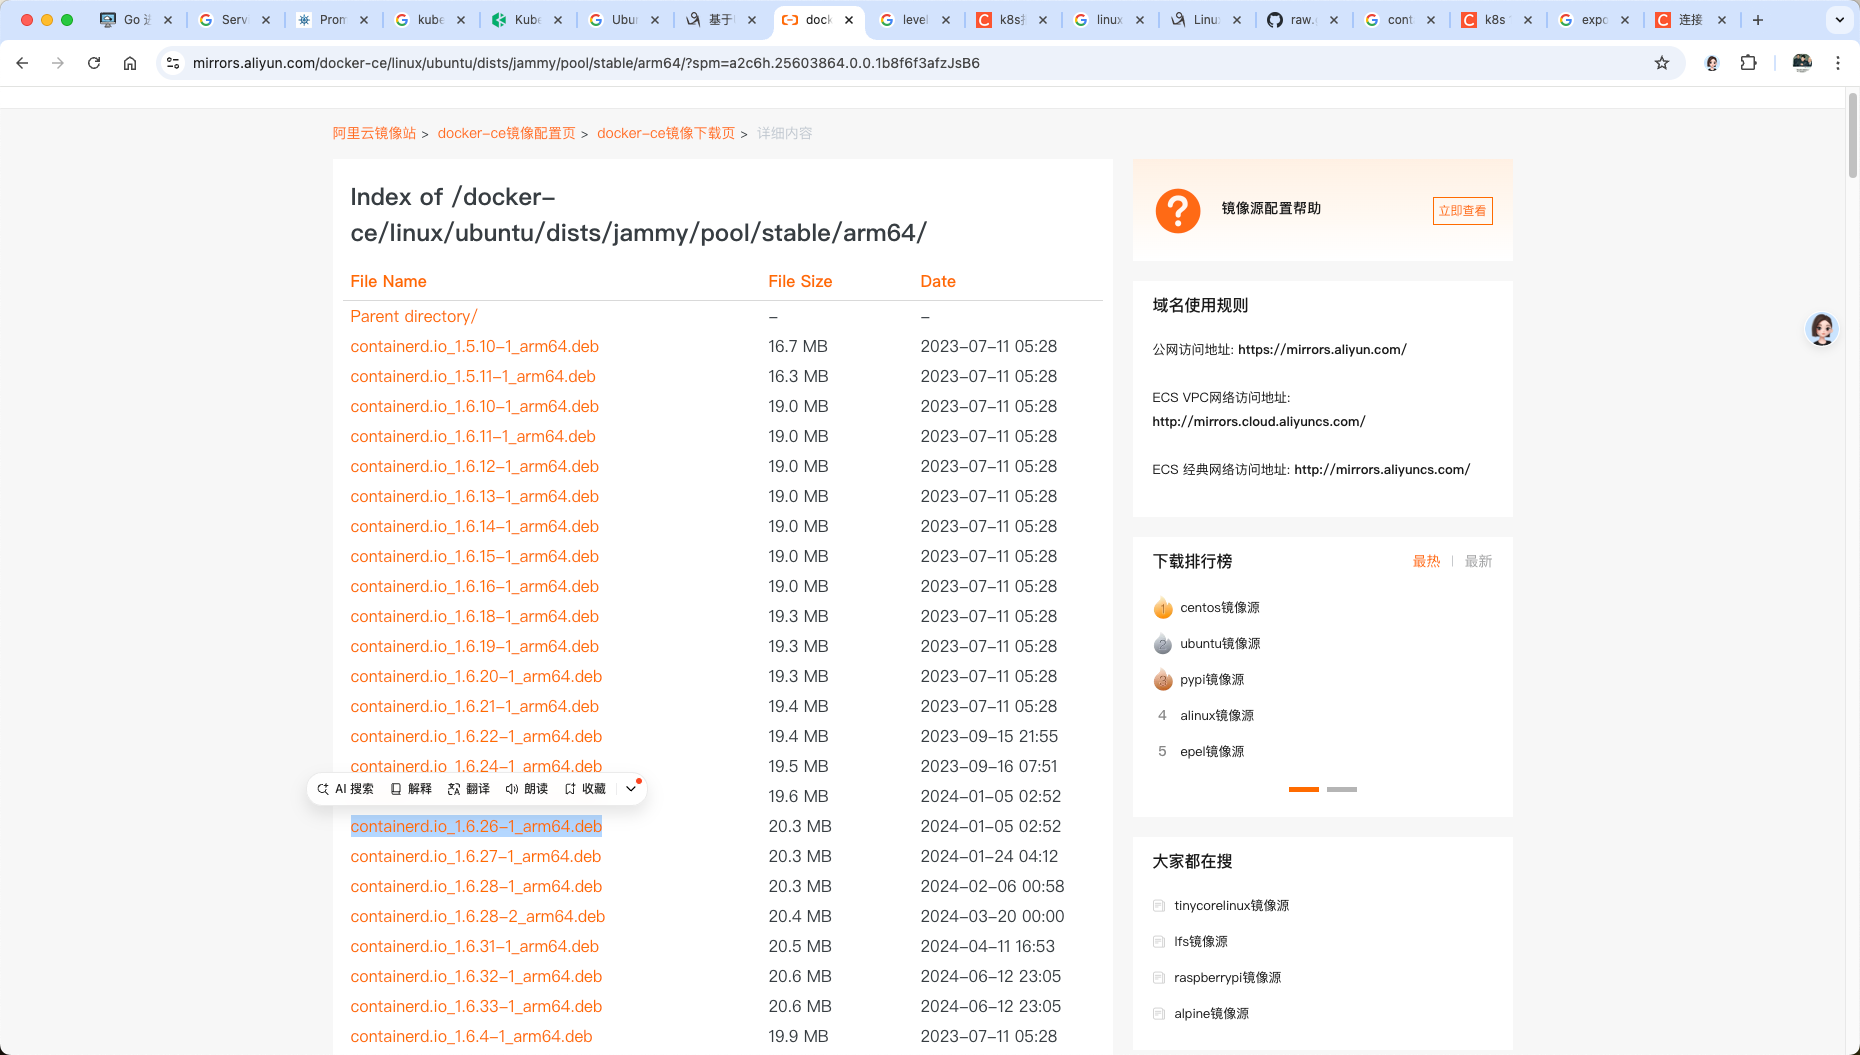 Go 进
Serv
Prom
kube
Kube
Ubun
基于
dock
level
k8s
linux
Linux
raw.
cont
k8s
expo
连接
mirrors.aliyun.com/docker-ce/linux/ubuntu/dists/jammy/pool/stable/arm64/?spm=a2c6h.25603864.0.0.1b8f6f3afzJsB6
阿里云镜像站 > docker-ce镜像配置页 > docker-ce镜像下载页 > 详细内容
Index of /docker-
ce/linux/ubuntu/dists/jammy/pool/stable/arm64/
File Name File Size Date
Parent directory/ - -
containerd.io_1.5.10-1_arm64.deb 16.7 MB 2023-07-11 05:28
containerd.io_1.5.11-1_arm64.deb 16.3 MB 2023-07-11 05:28
containerd.io_1.6.10-1_arm64.deb 19.0 MB 2023-07-11 05:28
containerd.io_1.6.11-1_arm64.deb 19.0 MB 2023-07-11 05:28
containerd.io_1.6.12-1_arm64.deb 19.0 MB 2023-07-11 05:28
containerd.io_1.6.13-1_arm64.deb 19.0 MB 2023-07-11 05:28
containerd.io_1.6.14-1_arm64.deb 19.0 MB 2023-07-11 05:28
containerd.io_1.6.15-1_arm64.deb 19.0 MB 2023-07-11 05:28
containerd.io_1.6.16-1_arm64.deb 19.0 MB 2023-07-11 05:28
containerd.io_1.6.18-1_arm64.deb 19.3 MB 2023-07-11 05:28
containerd.io_1.6.19-1_arm64.deb 19.3 MB 2023-07-11 05:28
containerd.io_1.6.20-1_arm64.deb 19.3 MB 2023-07-11 05:28
containerd.io_1.6.21-1_arm64.deb 19.4 MB 2023-07-11 05:28
containerd.io_1.6.22-1_arm64.deb 19.4 MB 2023-09-15 21:55
containerd.io_1.6.24-1_arm64.deb 19.5 MB 2023-09-16 07:51
AI 搜索 解释 翻译 朗读 收藏
19.6 MB 2024-01-05 02:52
containerd.io_1.6.26-1_arm64.deb 20.3 MB 2024-01-05 02:52
containerd.io_1.6.27-1_arm64.deb 20.3 MB 2024-01-24 04:12
containerd.io_1.6.28-1_arm64.deb 20.3 MB 2024-02-06 00:58
containerd.io_1.6.28-2_arm64.deb 20.4 MB 2024-03-20 00:00
containerd.io_1.6.31-1_arm64.deb 20.5 MB 2024-04-11 16:53
containerd.io_1.6.32-1_arm64.deb 20.6 MB 2024-06-12 23:05
containerd.io_1.6.33-1_arm64.deb 20.6 MB 2024-06-12 23:05
containerd.io_1.6.4-1_arm64.deb 19.9 MB 2023-07-11 05:28
镜像源配置帮助 立即查看
域名使用规则
公网访问地址: https://mirrors.aliyun.com/
ECS VPC网络访问地址:
http://mirrors.cloud.aliyuncs.com/
ECS 经典网络访问地址: http://mirrors.aliyuncs.com/
下载排行榜 最热 最新
1 centos镜像源
2 ubuntu镜像源
3 pypi镜像源
4 alinux镜像源
5 epel镜像源
大家都在搜
tinycorelinux镜像源
lfs镜像源
raspberrypi镜像源
alpine镜像源